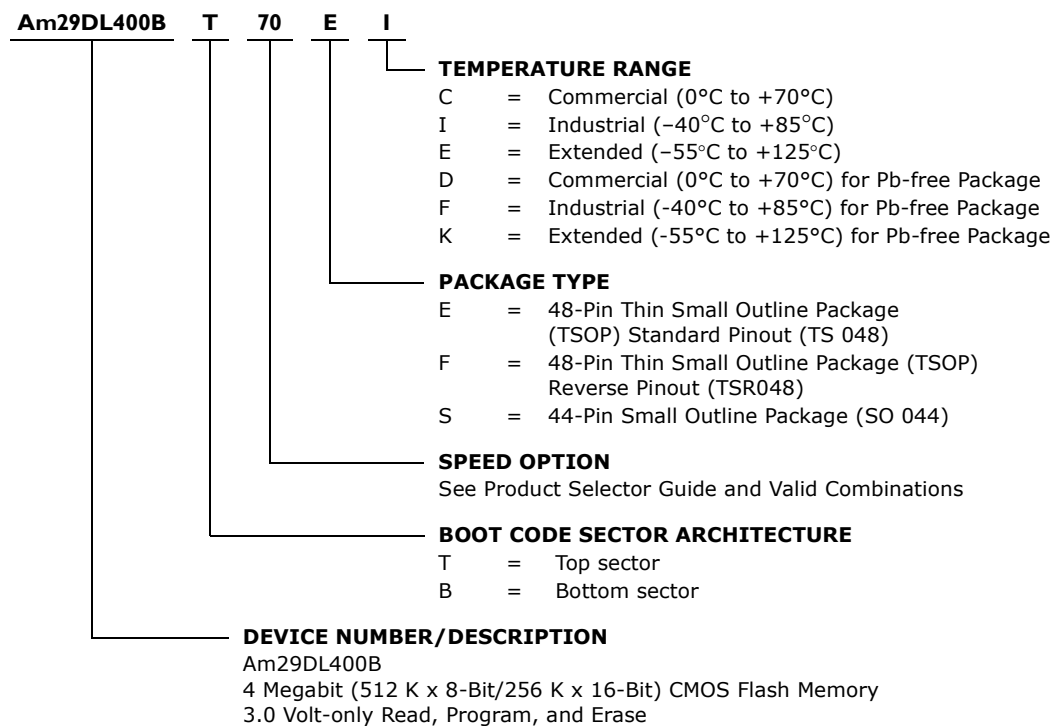 Am29DL400B T 70 E I
TEMPERATURE RANGE
C = Commercial (0°C to +70°C)
I = Industrial (–40°C to +85°C)
E = Extended (–55°C to +125°C)
D = Commercial (0°C to +70°C) for Pb-free Package
F = Industrial (-40°C to +85°C) for Pb-free Package
K = Extended (-55°C to +125°C) for Pb-free Package
PACKAGE TYPE
E = 48-Pin Thin Small Outline Package
(TSOP) Standard Pinout (TS 048)
F = 48-Pin Thin Small Outline Package (TSOP)
Reverse Pinout (TSR048)
S = 44-Pin Small Outline Package (SO 044)
SPEED OPTION
See Product Selector Guide and Valid Combinations
BOOT CODE SECTOR ARCHITECTURE
T = Top sector
B = Bottom sector
DEVICE NUMBER/DESCRIPTION
Am29DL400B
4 Megabit (512 K x 8-Bit/256 K x 16-Bit) CMOS Flash Memory
3.0 Volt-only Read, Program, and Erase